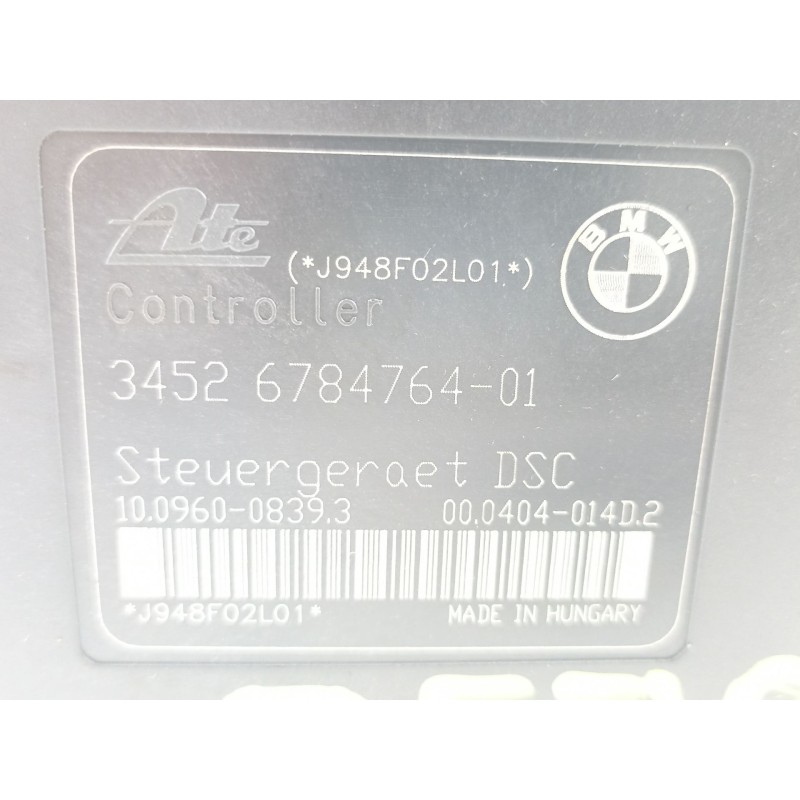 Ate
(*J948F02L01*)
BMW
Controller
3452 6784764-01
Steuergeraet DSC
10.0960-0839.3 00.0404-014D.2
*J948F02L01* MADE IN HUNGARY